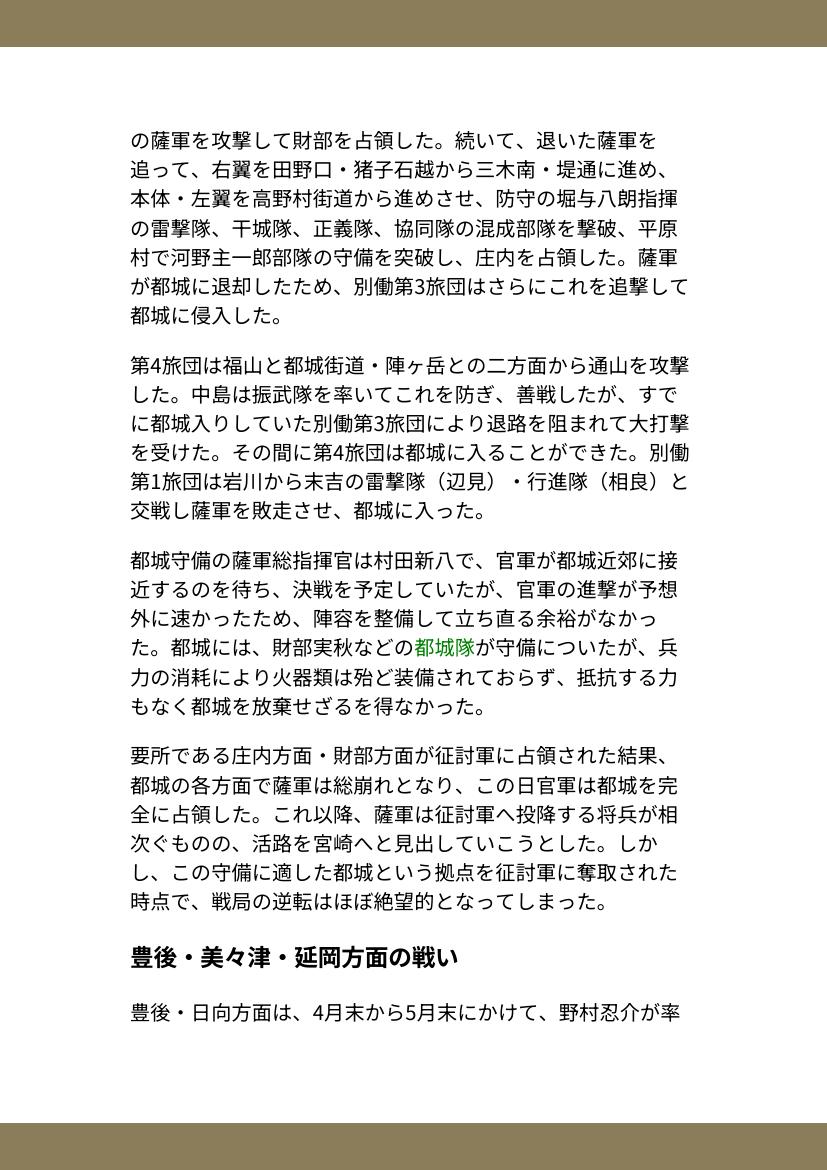 の薩軍を攻撃して財部を占領した。続いて、退いた薩軍を
追って、右翼を田野口・猪子石越から三木南・堤通に進め、
本体・左翼を高野村街道から進めさせ、防守の堀与八朗指揮
の雷撃隊、干城隊、正義隊、協同隊の混成部隊を撃破、平原
村で河野主一郎部隊の守備を突破し、庄内を占領した。薩軍
が都城に退却したため、別働第3旅団はさらにこれを追撃して
都城に侵入した。
第4旅団は福山と都城街道・陣ヶ岳との二方面から通山を攻撃
した。中島は振武隊を率いてこれを防ぎ、善戦したが、すで
に都城入りしていた別働第3旅団により退路を阻まれて大打撃
を受けた。その間に第4旅団は都城に入ることができた。別働
第1旅団は岩川から末吉の雷撃隊（辺見）・行進隊（相良）と
交戦し薩軍を敗走させ、都城に入った。
都城守備の薩軍総指揮官は村田新八で、官軍が都城近郊に接
近するのを待ち、決戦を予定していたが、官軍の進撃が予想
外に速かったため、陣容を整備して立ち直る余裕がなかっ
た。都城には、財部実秋などの都城隊が守備についたが、兵
力の消耗により火器類は殆ど装備されておらず、抵抗する力
もなく都城を放棄せざるを得なかった。
要所である庄内方面・財部方面が征討軍に占領された結果、
都城の各方面で薩軍は総崩れとなり、この日官軍は都城を完
全に占領した。これ以降、薩軍は征討軍へ投降する将兵が相
次ぐものの、活路を宮崎へと見出していこうとした。しか
し、この守備に適した都城という拠点を征討軍に奪取された
時点で、戦局の逆転はほぼ絶望的となってしまった。
豊後・美々津・延岡方面の戦い
豊後・日向方面は、4月末から5月末にかけて、野村忍介が率